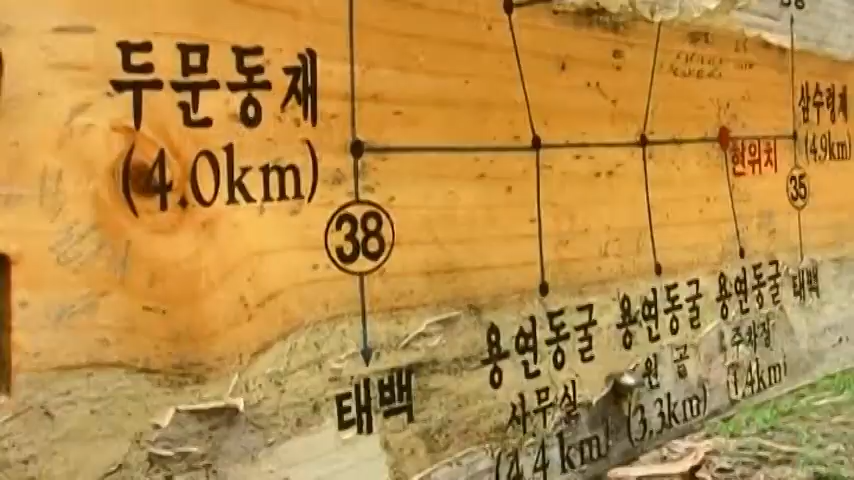 두문동재
(4.0km)
38
태백
용연동굴
사무실
(4.4km)
용연동굴
(3.3km)
현위치
용연동굴
주차장
(1.4km)
삼수령재
(4.9km)
35
태백